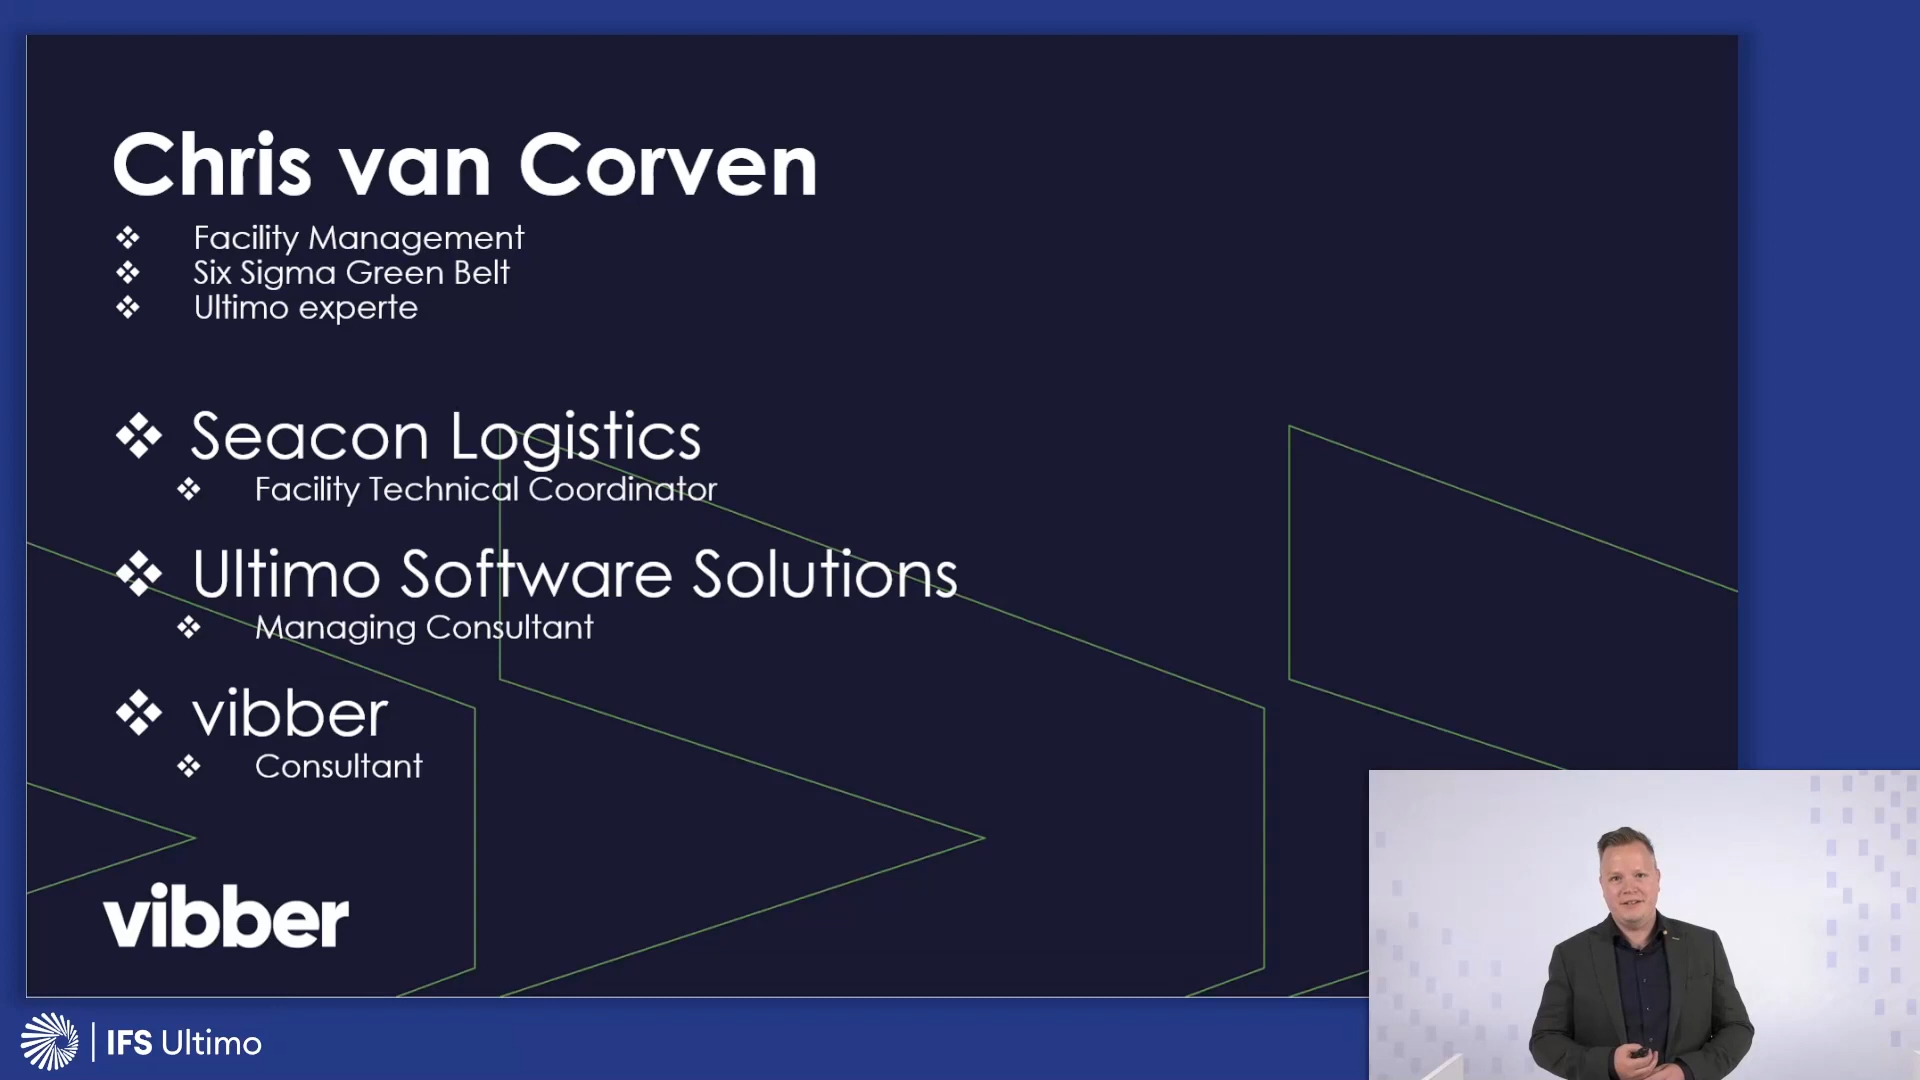 Chris van Corven
❖ Facility Management
❖ Six Sigma Green Belt
❖ Ultimo experte
❖ Seacon Logistics
❖ Facility Technical Coordinator
❖ Ultimo Software Solutions
❖ Managing Consultant
❖ vibber
❖ Consultant
vibber
IFS Ultimo